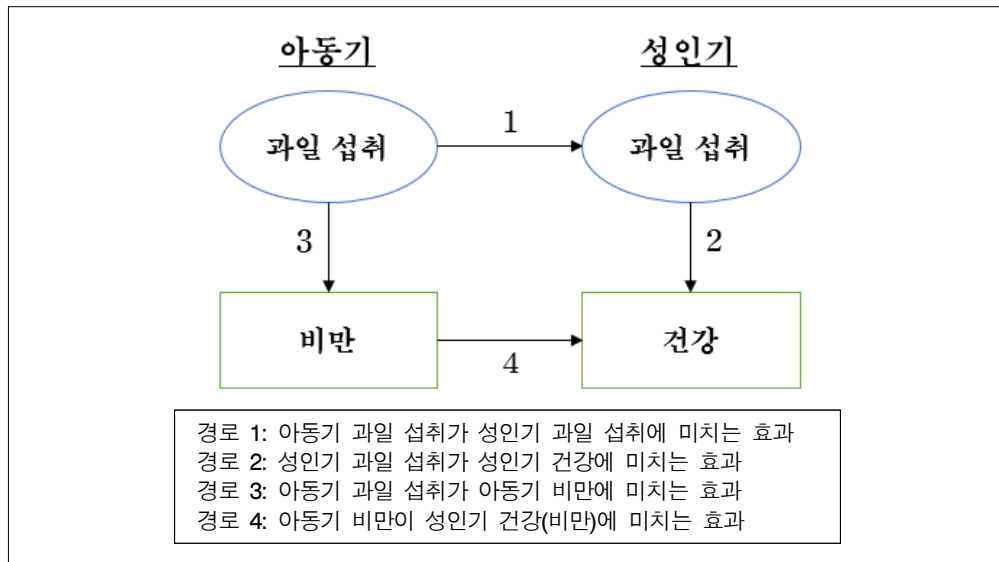 아동기 성인기
과일 섭취 1 과일 섭취
3 2
비만 4 건강
경로 1: 아동기 과일 섭취가 성인기 과일 섭취에 미치는 효과
경로 2: 성인기 과일 섭취가 성인기 건강에 미치는 효과
경로 3: 아동기 과일 섭취가 아동기 비만에 미치는 효과
경로 4: 아동기 비만이 성인기 건강(비만)에 미치는 효과